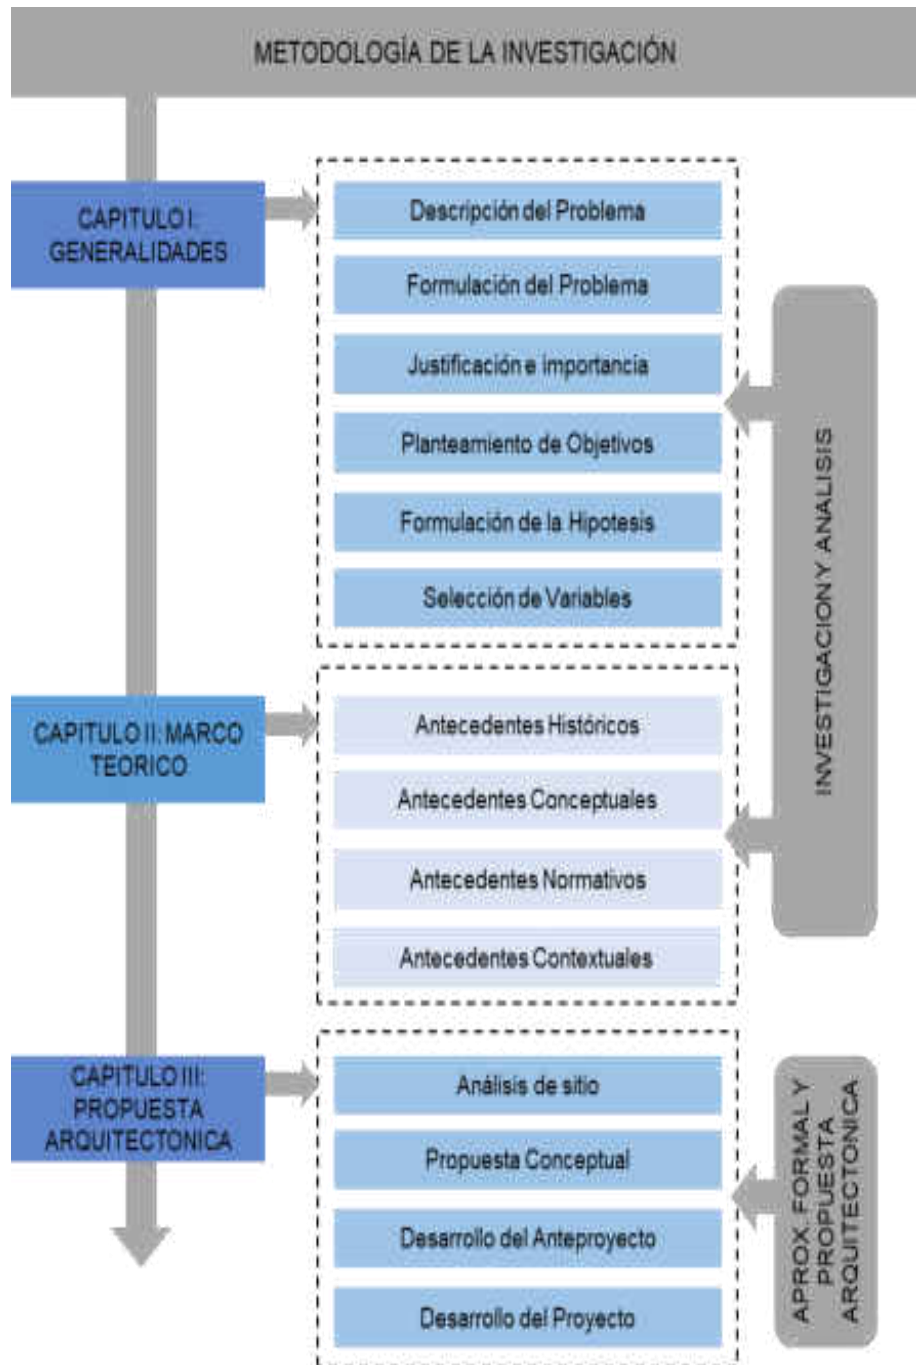 METODOLOGÍA DE LA INVESTIGACIÓN
CAPITULO I:
GENERALIDADES
Descripción del Problema
Formulación del Problema
Justificación e importancia
Planteamiento de Objetivos
Formulación de la Hipotesis
Selección de Variables
CAPITULO II: MARCO
TEORICO
Antecedentes Históricos
Antecedentes Conceptuales
Antecedentes Normativos
Antecedentes Contextuales
INVESTIGACION Y ANALISIS
CAPITULO III:
PROPUESTA
ARQUITECTONICA
Análisis de sitio
Propuesta Conceptual
Desarrollo del Anteproyecto
Desarrollo del Proyecto
APROX. FORMAL Y
PROPUESTA
ARQUITECTONICA